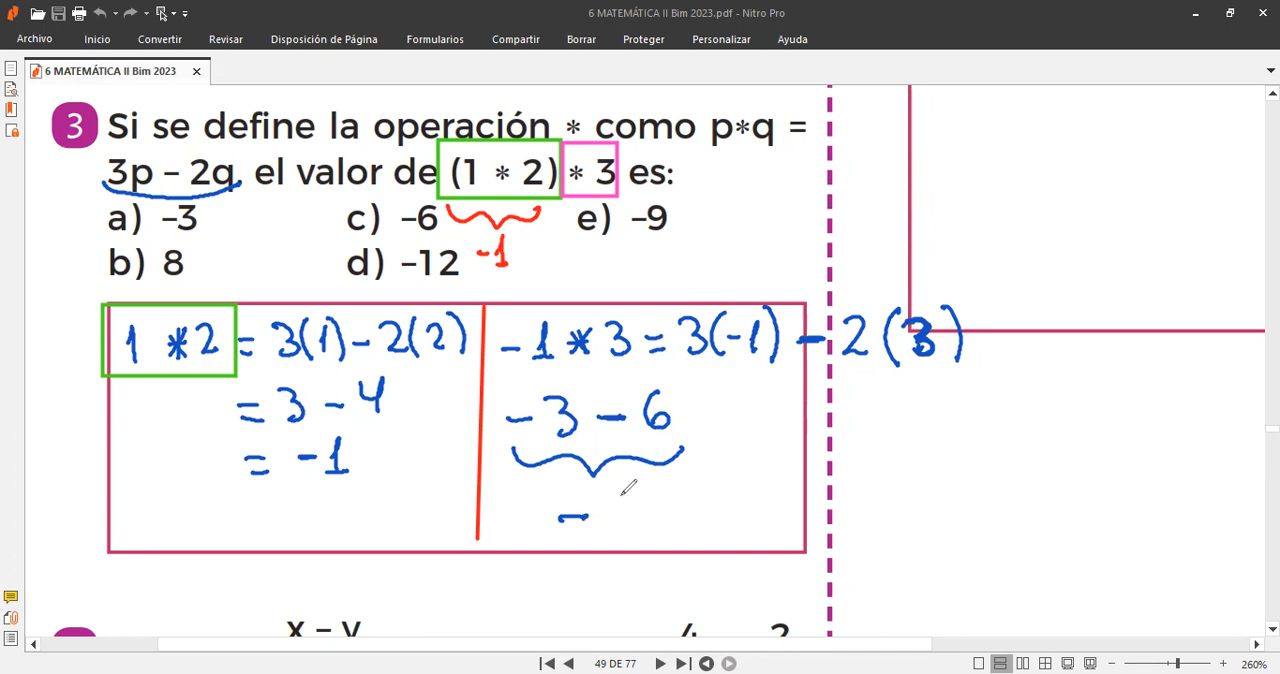 6 MATEMÁTICA II Bim 2023.pdf - Nitro Pro
Archivo Inicio Convertir Revisar Disposición de Página Formularios Compartir Borrar Proteger Personalizar Ayuda
6 MATEMÁTICA II Bim 2023
3 Si se define la operación * como p*q =
3p – 2q, el valor de (1 * 2) * 3 es:
a) –3 c) –6 e) –9
b) 8 d) –12 -1
1 * 2 = 3(1) - 2(2) - 1 * 3 = 3(-1) - 2(3)
= 3 - 4 - 3 - 6
= -1
-
x – y 4 2
49 DE 77
260%